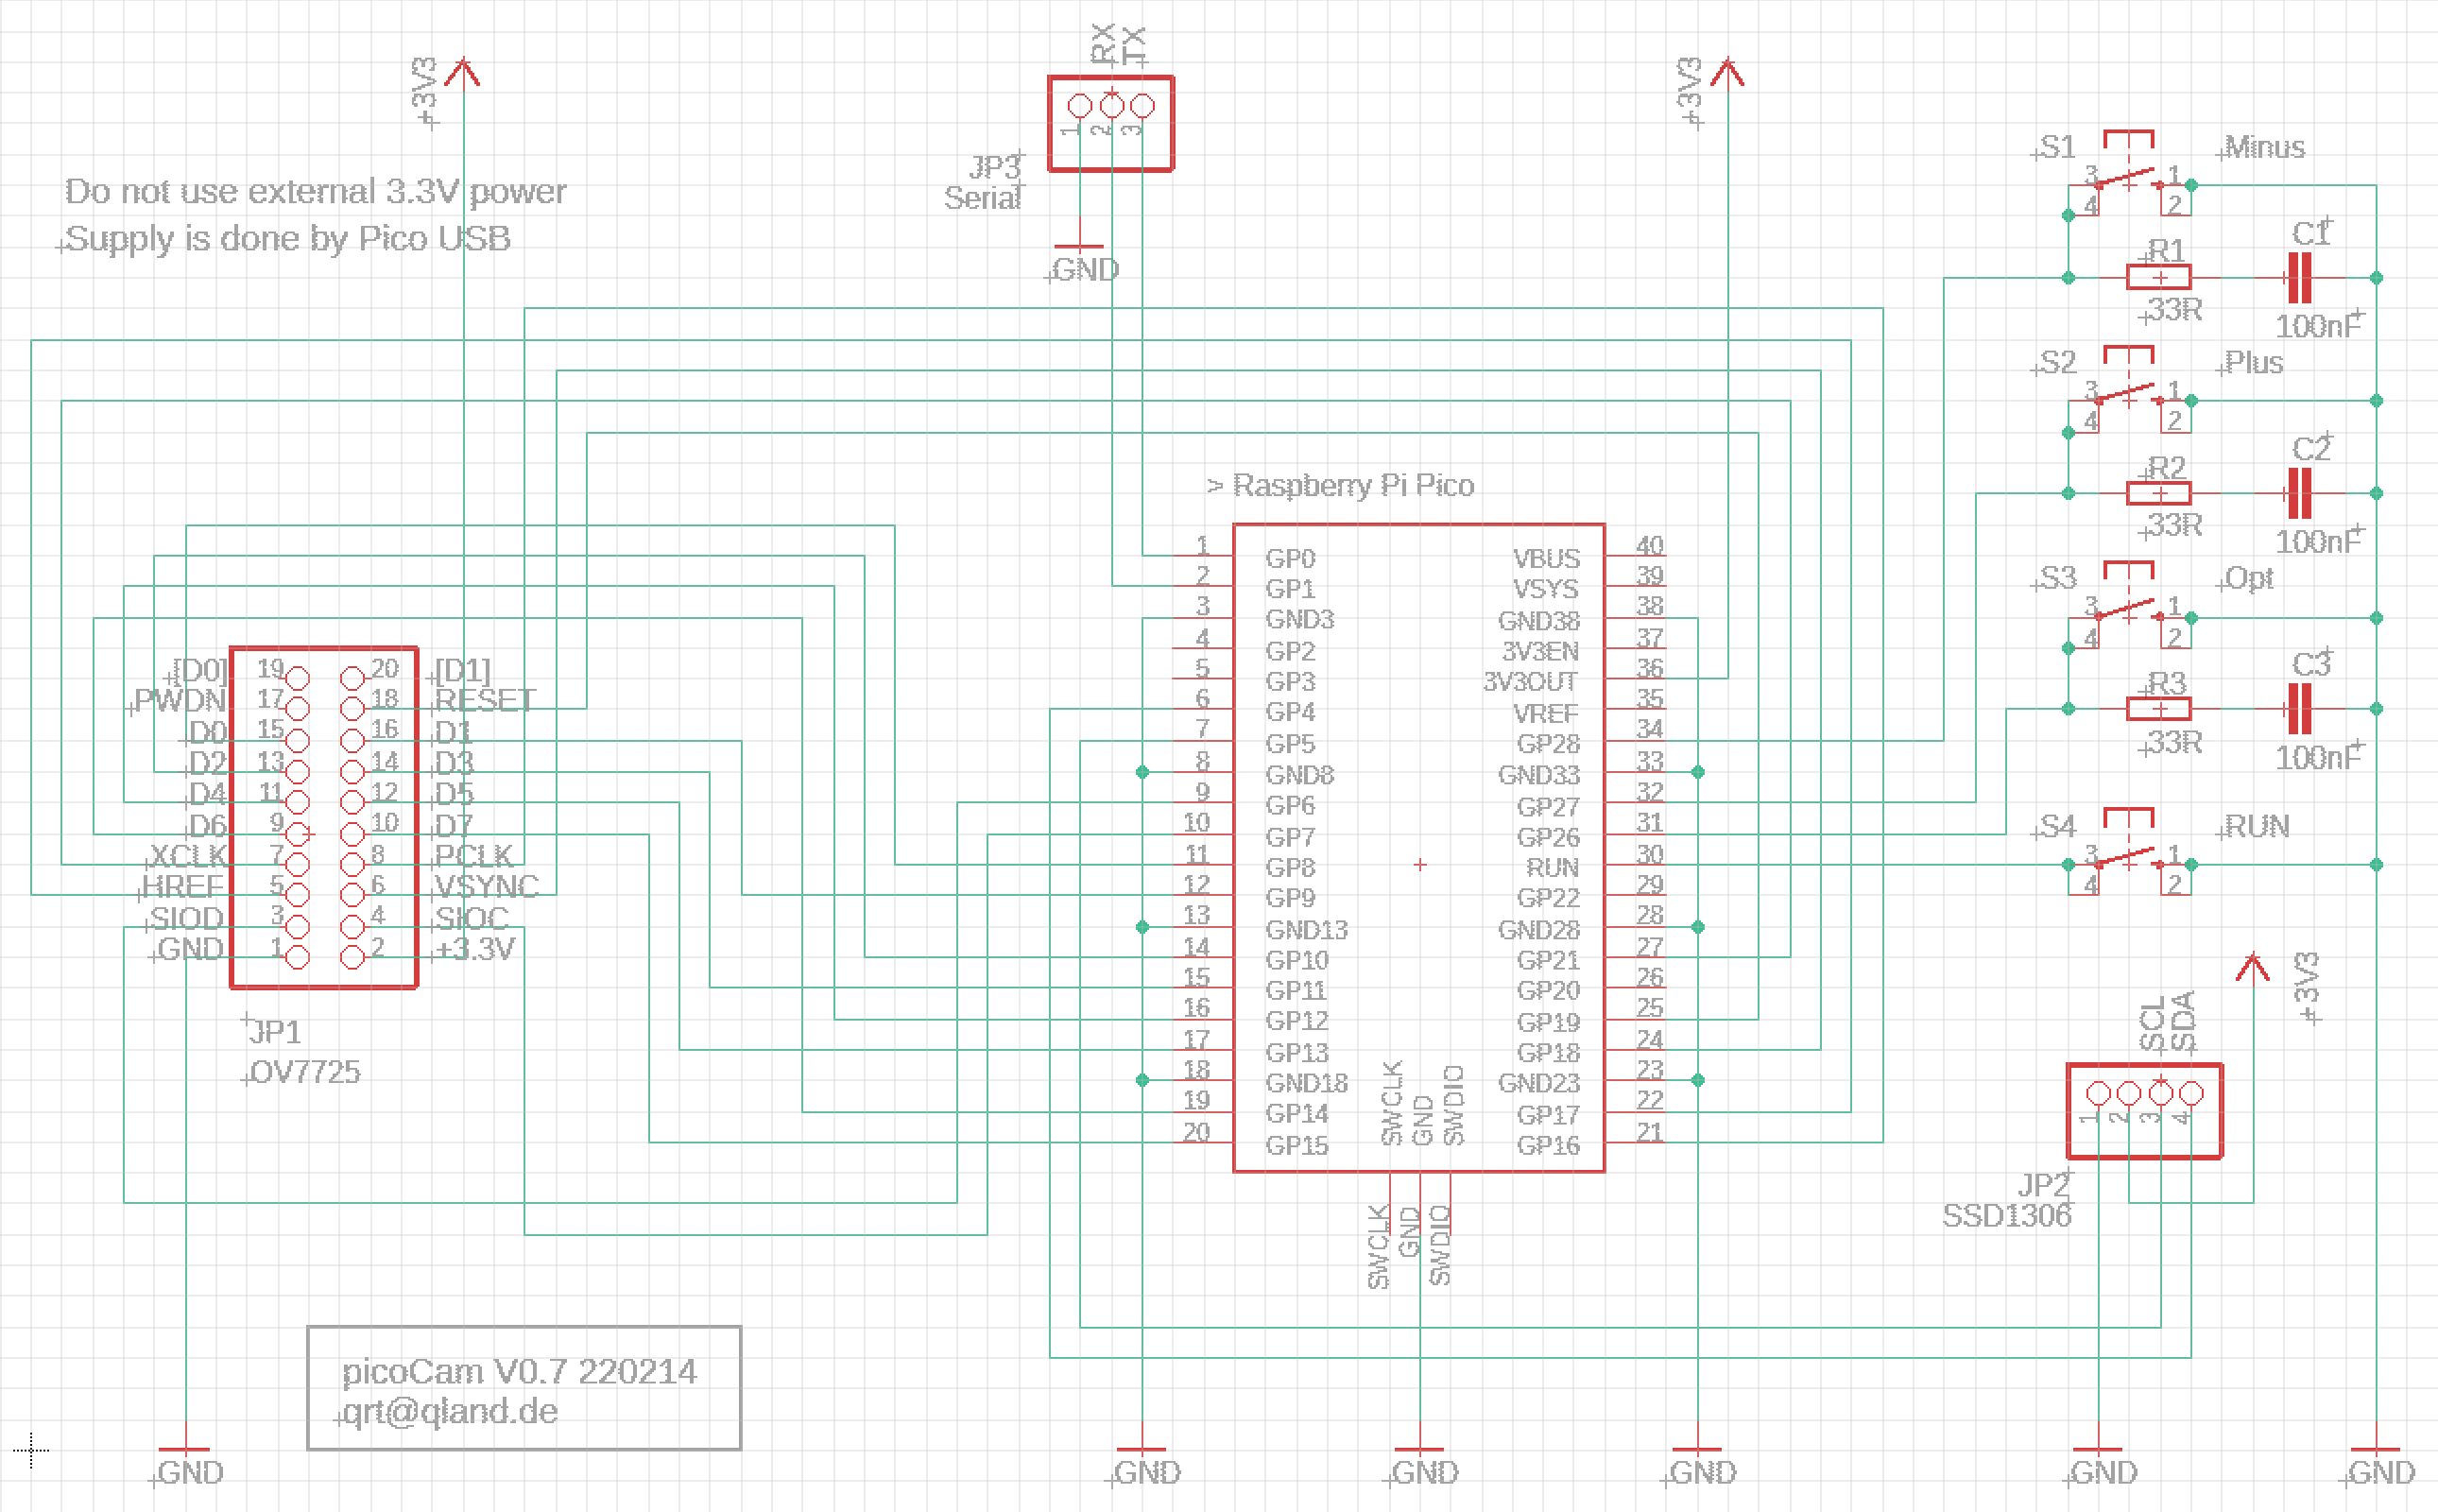 +3V3
RX
TX
1
2
3
JP3
Serial
GND
+3V3
Do not use external 3.3V power
Supply is done by Pico USB
S1
Minus
3
1
4
2
R1
33R
C1
100nF
S2
Plus
3
1
4
2
R2
33R
C2
100nF
S3
Opt
3
1
4
2
R3
33R
C3
100nF
S4
RUN
3
1
4
2
> Raspberry Pi Pico
1 GP0 VBUS 40
2 GP1 VSYS 39
3 GND3 GND38 38
4 GP2 3V3EN 37
5 GP3 3V3OUT 36
6 GP4 VREF 35
7 GP5 GP28 34
8 GND8 GND33 33
9 GP6 GP27 32
10 GP7 GP26 31
11 GP8 RUN 30
12 GP9 GP22 29
13 GND13 GND28 28
14 GP10 GP21 27
15 GP11 GP20 26
16 GP12 GP19 25
17 GP13 GP18 24
18 GND18 GND23 23
19 GP14 GP17 22
20 GP15 GP16 21
SWCLK
GND
SWDIO
SWCLK
GND
SWDIO
[D0] 19 20 [D1]
PWDN 17 18 RESET
D0 15 16 D1
D2 13 14 D3
D4 11 12 D5
D6 9 10 D7
XCLK 7 8 PCLK
HREF 5 6 VSYNC
SIOD 3 4 SIOC
GND 1 2 +3.3V
JP1
OV7725
+3V3
SCL
SDA
1
2
3
4
JP2
SSD1306
picoCam V0.7 220214
qrt@qland.de
GND
GND
GND
GND
GND
GND